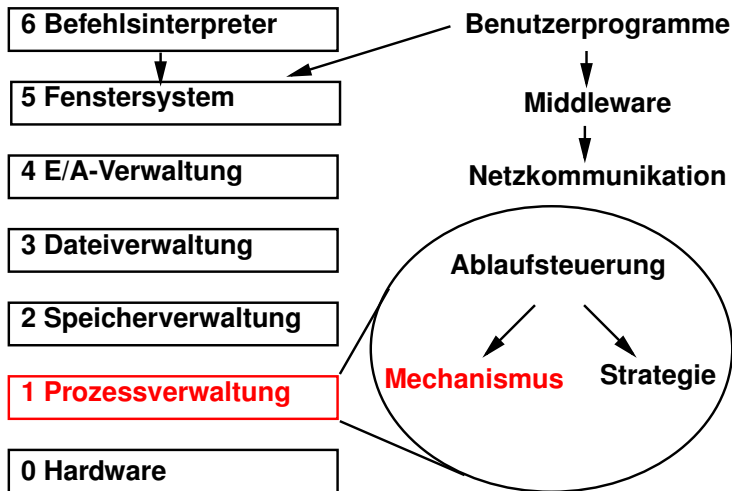 6 Befehlsinterpreter
Benutzerprogramme
5 Fenstersystem
Middleware
4 E/A-Verwaltung
Netzkommunikation
3 Dateiverwaltung
Ablaufsteuerung
2 Speicherverwaltung
1 Prozessverwaltung
Mechanismus
Strategie
0 Hardware